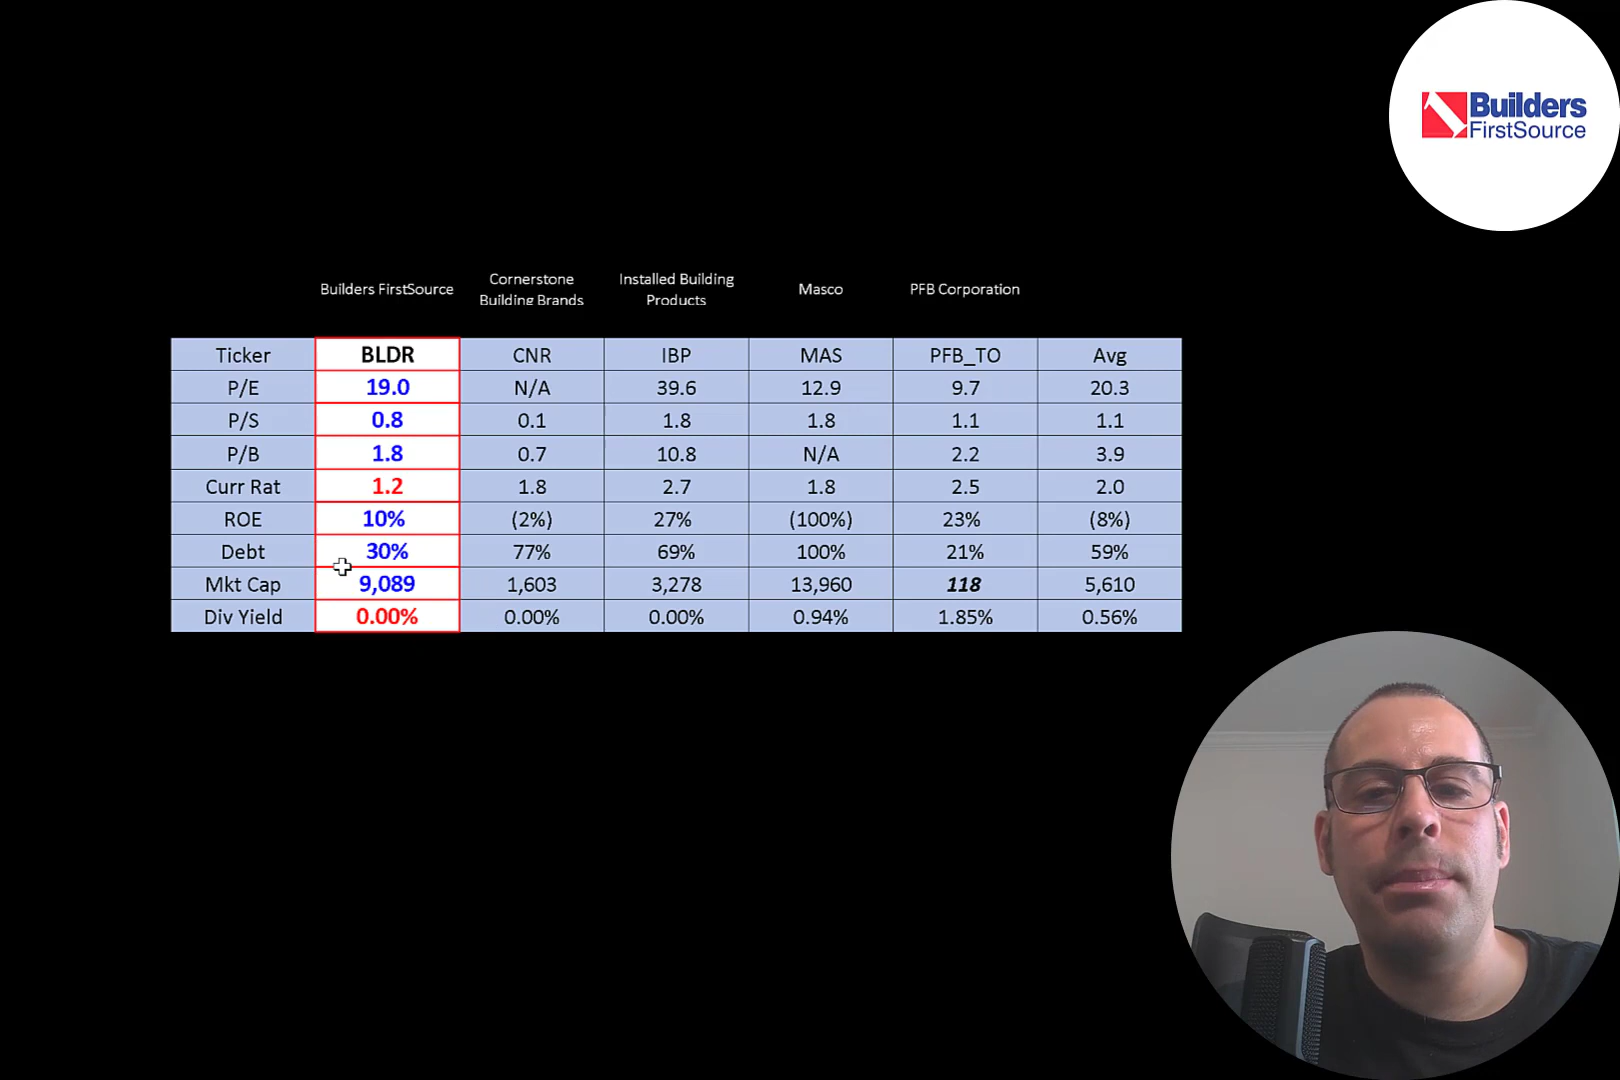 Builders
FirstSource
Builders FirstSource Cornerstone Building Brands Installed Building Products Masco PFB Corporation
Ticker BLDR CNR IBP MAS PFB_TO Avg
P/E 19.0 N/A 39.6 12.9 9.7 20.3
P/S 0.8 0.1 1.8 1.8 1.1 1.1
P/B 1.8 0.7 10.8 N/A 2.2 3.9
Curr Rat 1.2 1.8 2.7 1.8 2.5 2.0
ROE 10% (2%) 27% (100%) 23% (8%)
Debt 30% 77% 69% 100% 21% 59%
Mkt Cap 9,089 1,603 3,278 13,960 118 5,610
Div Yield 0.00% 0.00% 0.00% 0.94% 1.85% 0.56%